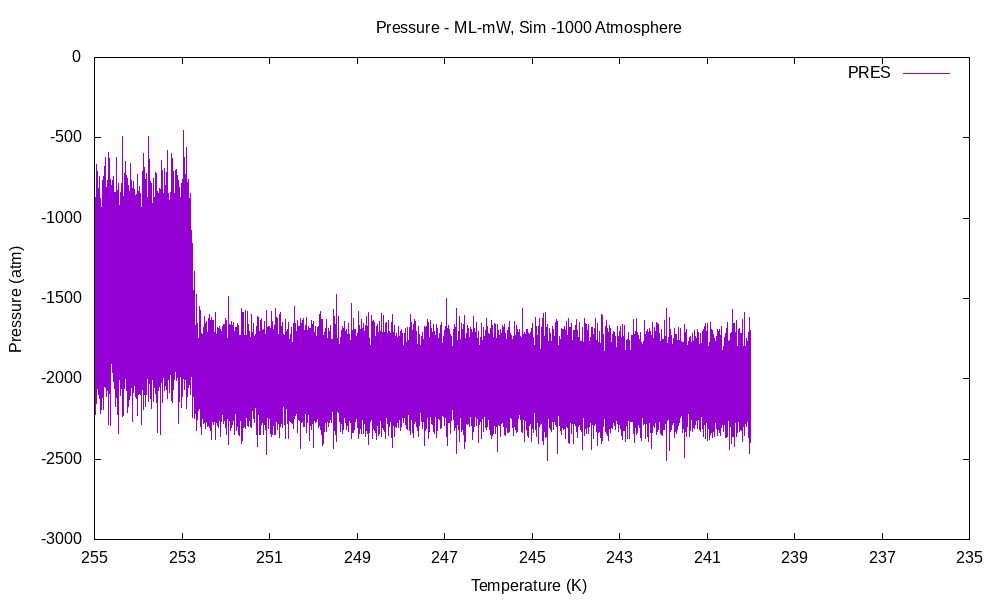 Pressure - ML-mW, Sim -1000 Atmosphere
PRES
0
-500
-1000
-1500
-2000
-2500
-3000
Pressure (atm)
255 253 251 249 247 245 243 241 239 237 235
Temperature (K)